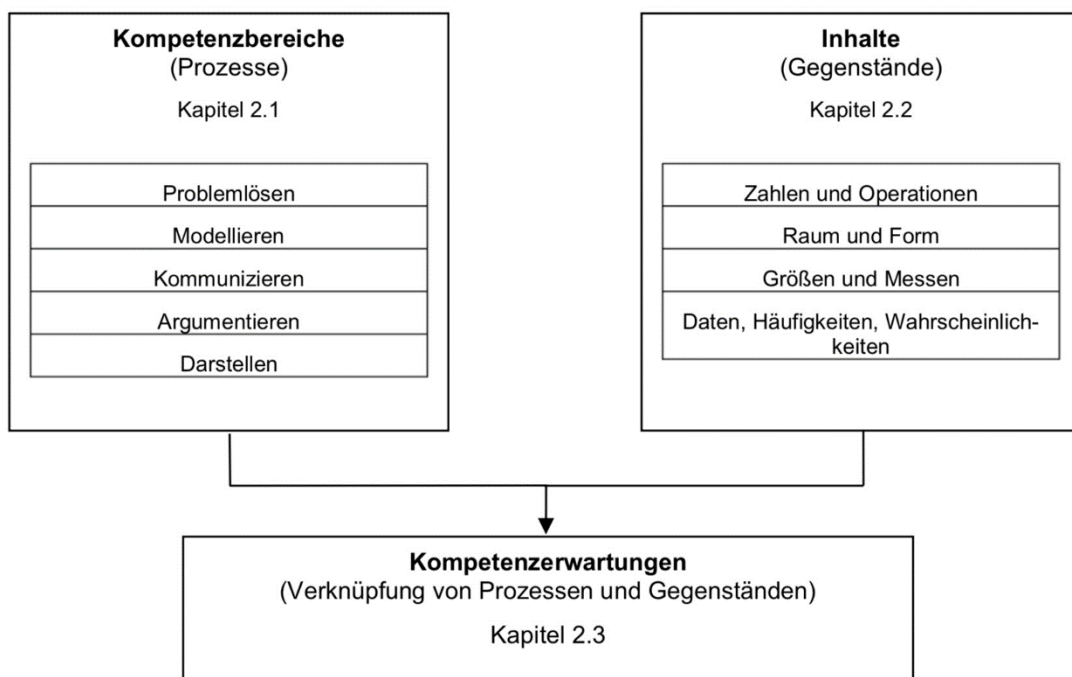 Kompetenzbereiche
(Prozesse)
Kapitel 2.1
Problemlösen
Modellieren
Kommunizieren
Argumentieren
Darstellen
Inhalte
(Gegenstände)
Kapitel 2.2
Zahlen und Operationen
Raum und Form
Größen und Messen
Daten, Häufigkeiten, Wahrscheinlich-
keiten
Kompetenzerwartungen
(Verknüpfung von Prozessen und Gegenständen)
Kapitel 2.3